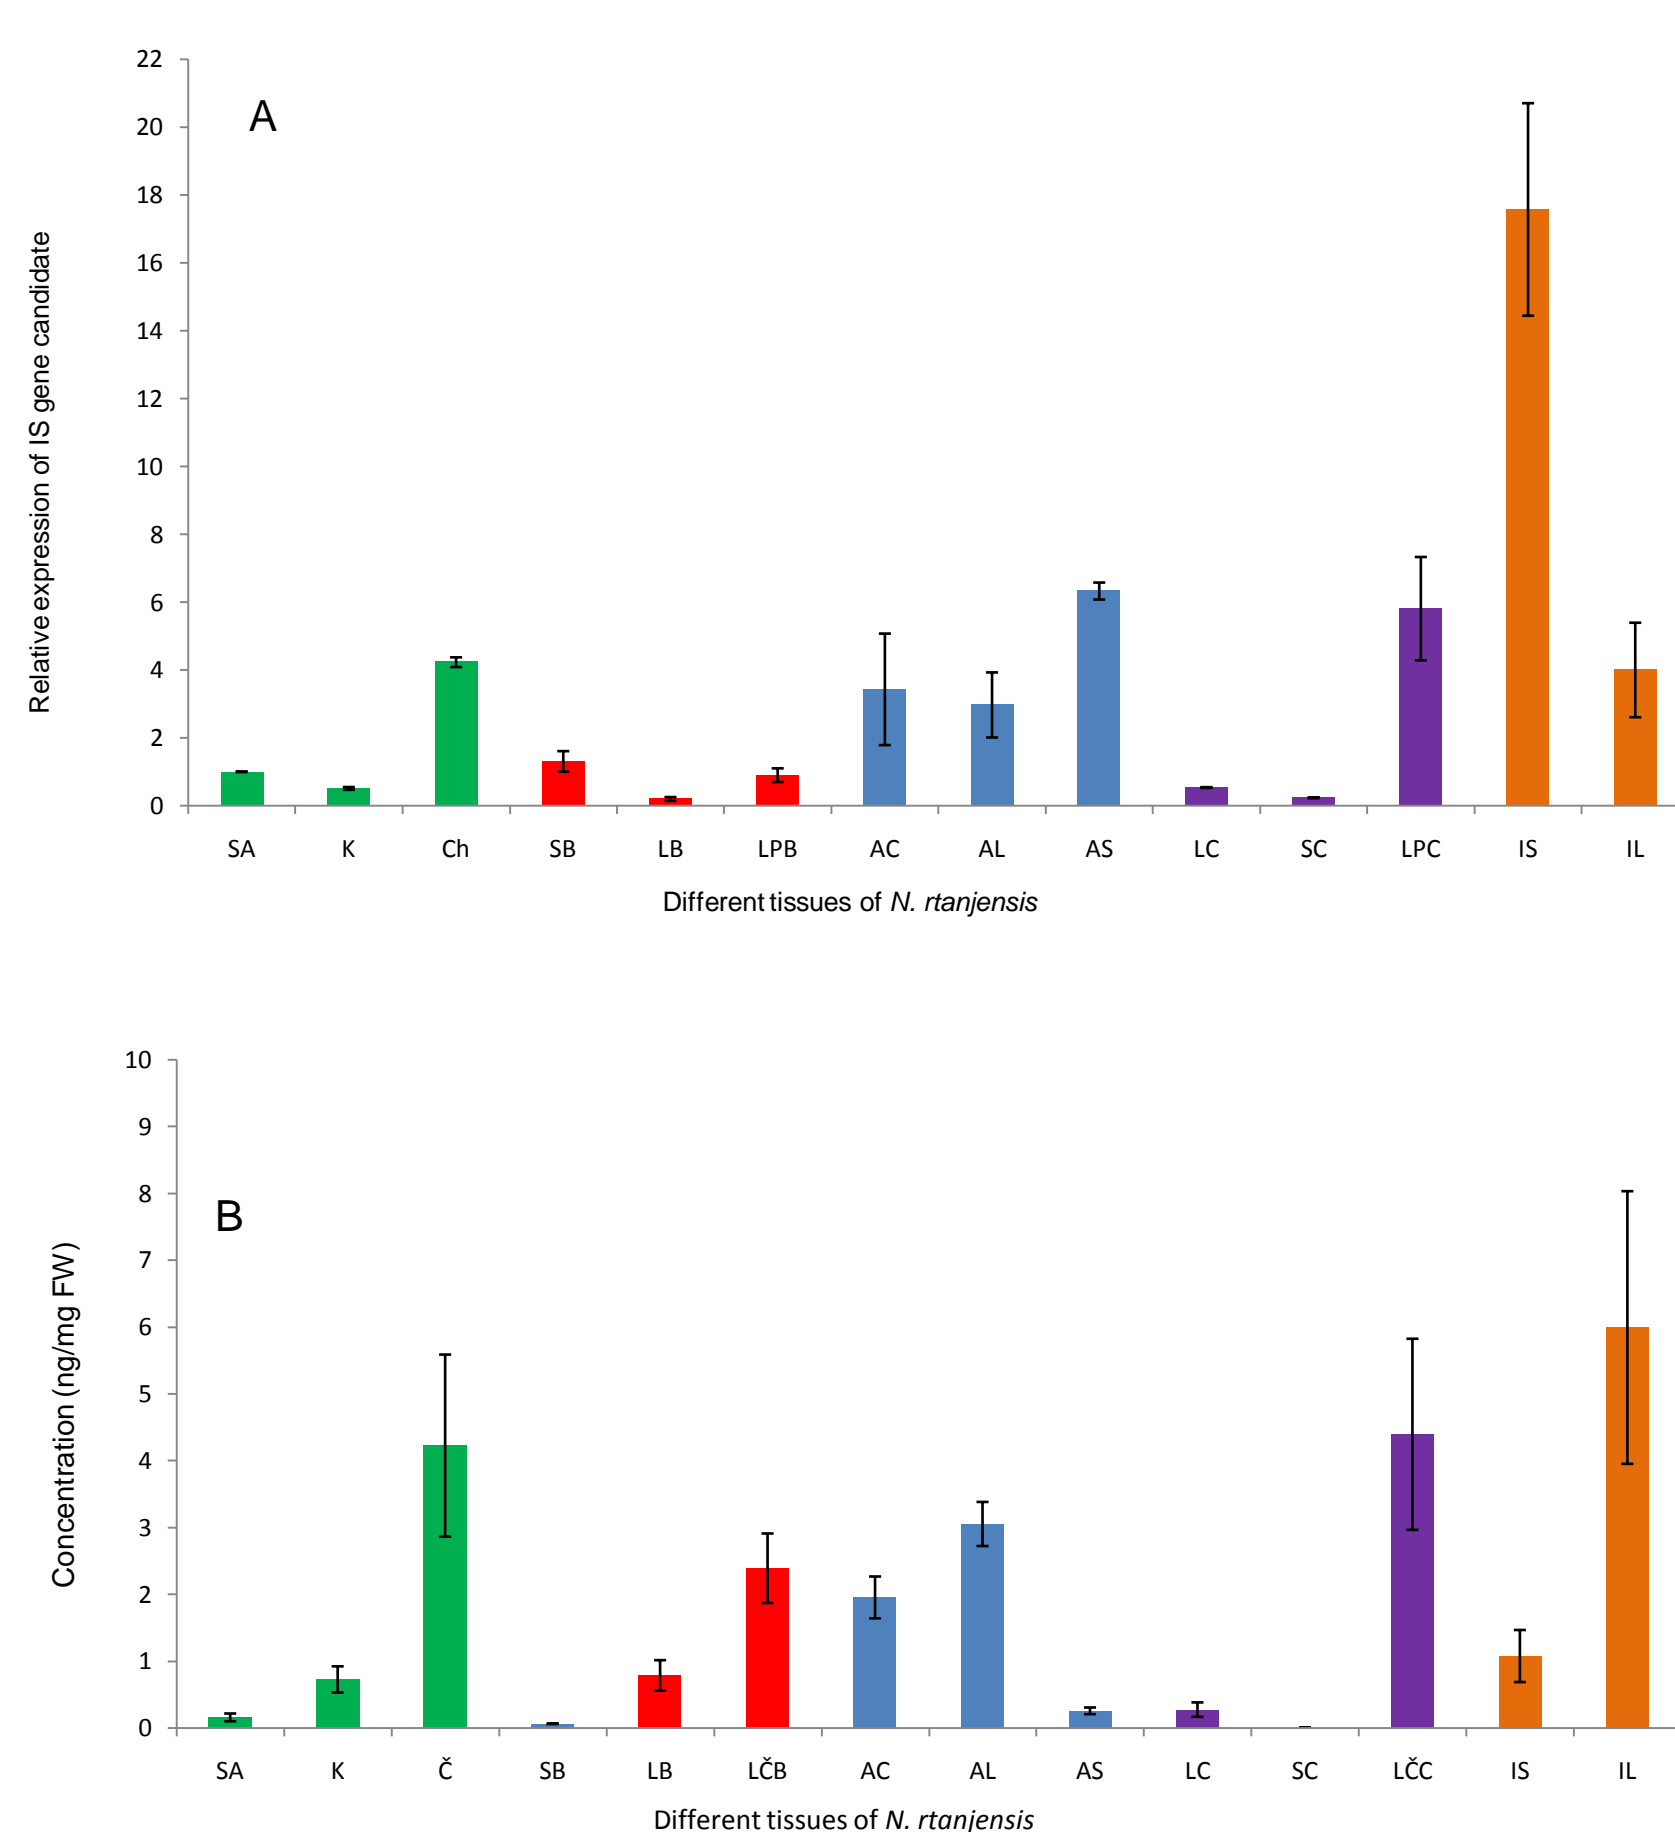 22
A
20
18
16
14
12
10
8
6
4
2
0
Relative expression of IS gene candidate
SA K Ch SB LB LPB AC AL AS LC SC LPC IS IL
Different tissues of N. rtanjensis
10
9
8
B
7
6
5
4
3
2
1
0
Concentration (ng/mg FW)
SA K Č SB LB LČB AC AL AS LC SC LČC IS IL
Different tissues of N. rtanjensis